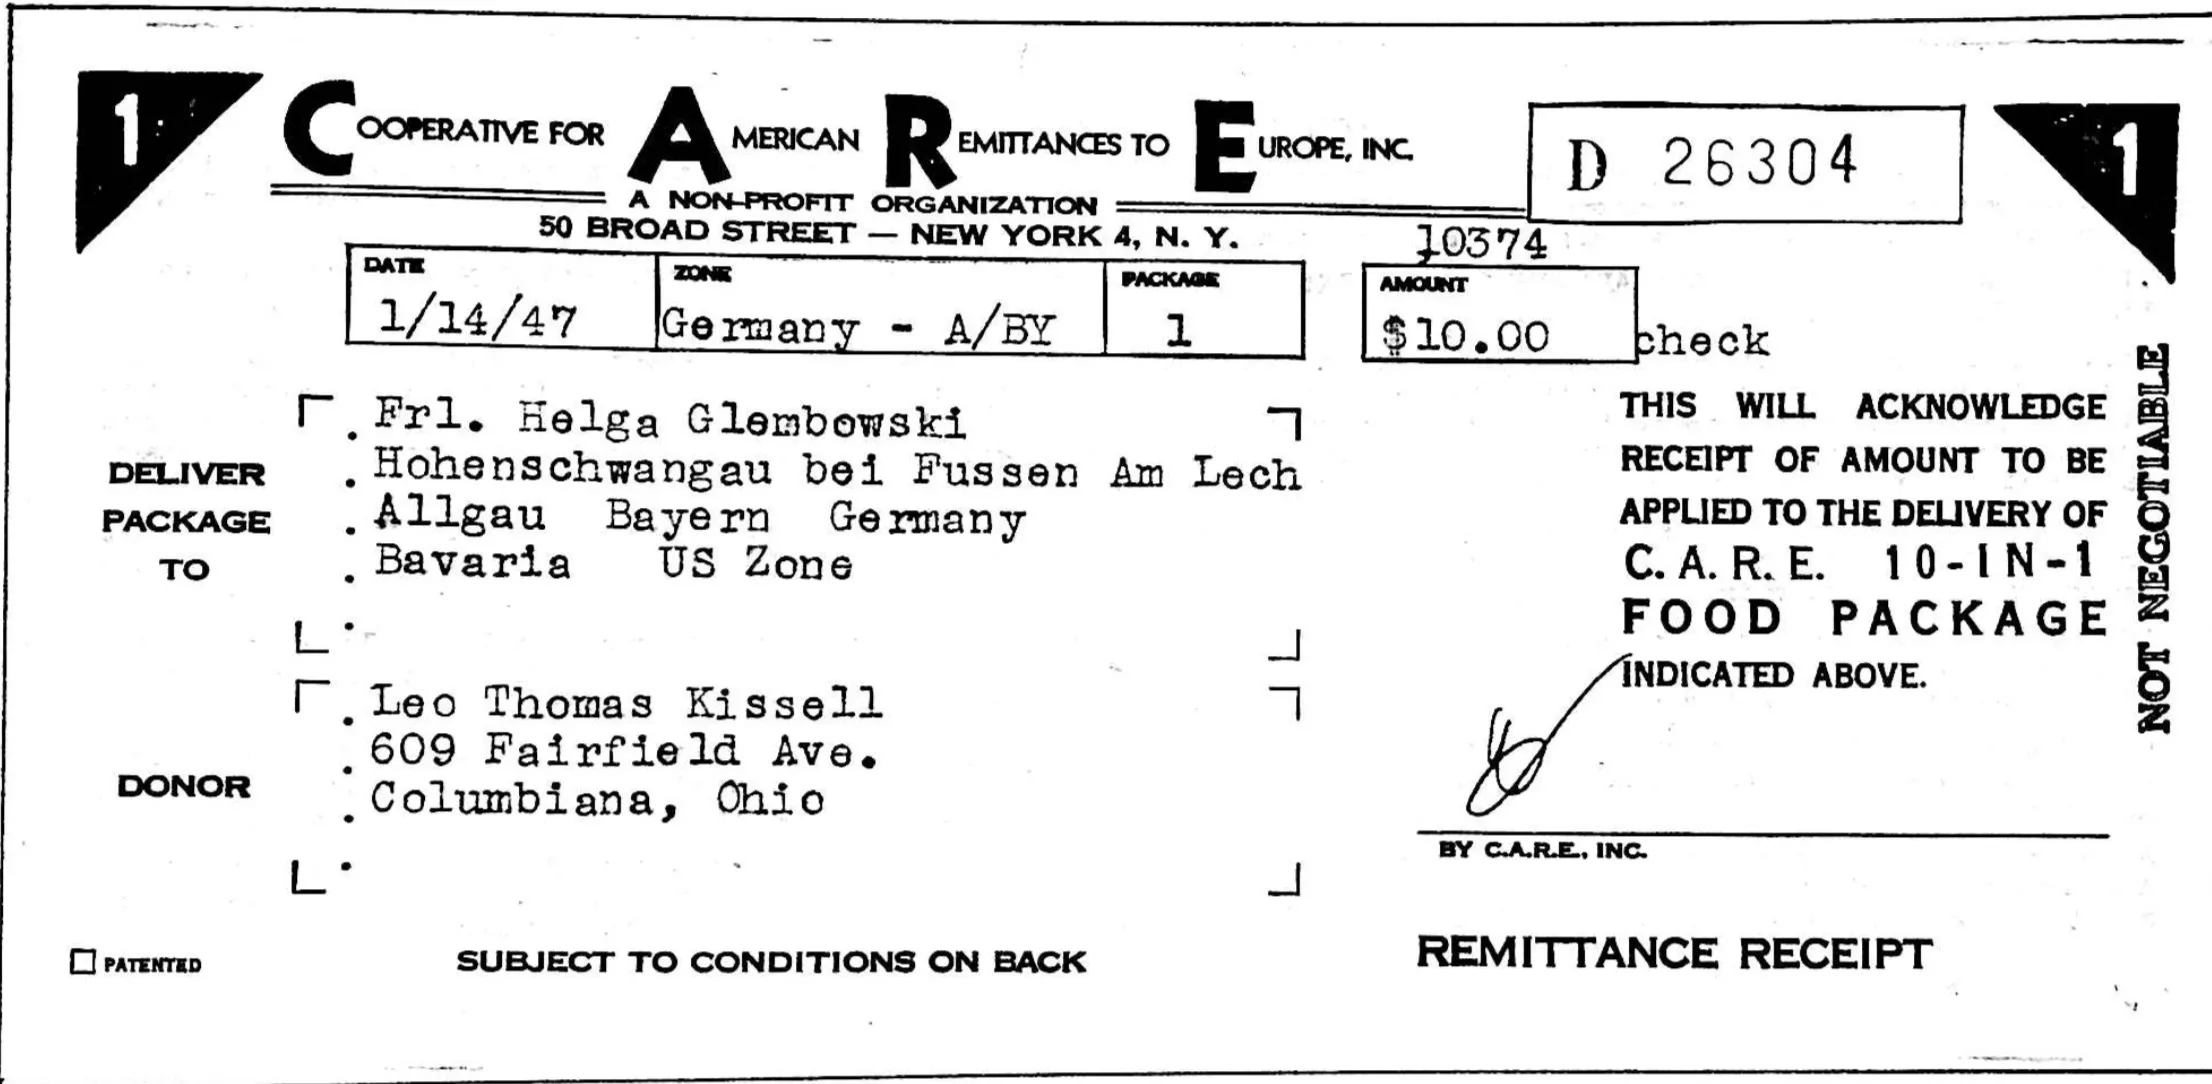 1 COOPERATIVE FOR AMERICAN REMITTANCES TO EUROPE, INC. D 26304 1
A NON-PROFIT ORGANIZATION
50 BROAD STREET — NEW YORK 4, N. Y.
10374
DATE ZONE PACKAGE AMOUNT
1/14/47 Germany - A/BY 1 $10.00 check
DELIVER PACKAGE TO
Frl. Helga Glembowski
Hohenschwangau bei Fussen Am Lech
Allgau Bayern Germany
Bavaria US Zone
DONOR
Leo Thomas Kissell
609 Fairfield Ave.
Columbiana, Ohio
THIS WILL ACKNOWLEDGE
RECEIPT OF AMOUNT TO BE
APPLIED TO THE DELIVERY OF
C. A. R. E. 10-IN-1
FOOD PACKAGE
INDICATED ABOVE.
BY C.A.R.E., INC.
NOT NEGOTIABLE
PATENTED
SUBJECT TO CONDITIONS ON BACK
REMITTANCE RECEIPT